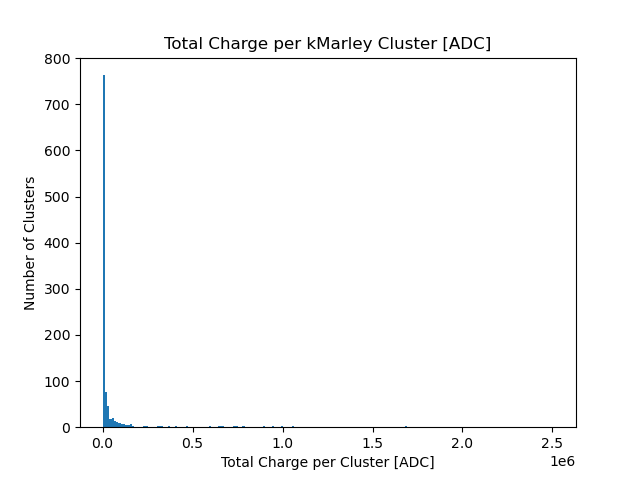 Total Charge per kMarley Cluster [ADC]
800
700
600
500
400
300
200
100
0
Number of Clusters
0.0 0.5 1.0 1.5 2.0 2.5
1e6
Total Charge per Cluster [ADC]